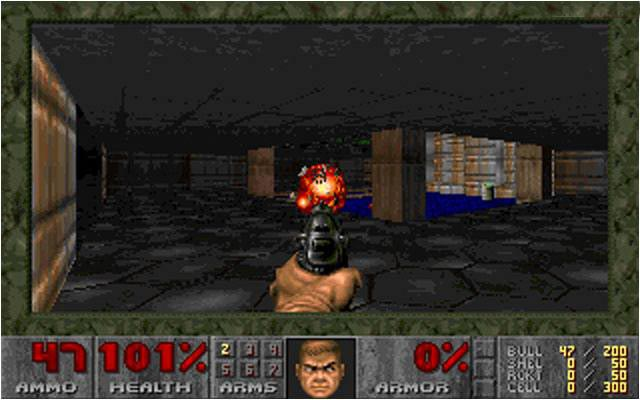 47 101% 2 3 4 0% BULL 47 / 200
5 6 7 SHEL 0 / 50
RCKT 0 / 50
AMMO HEALTH ARMS ARMOR CELL 0 / 300